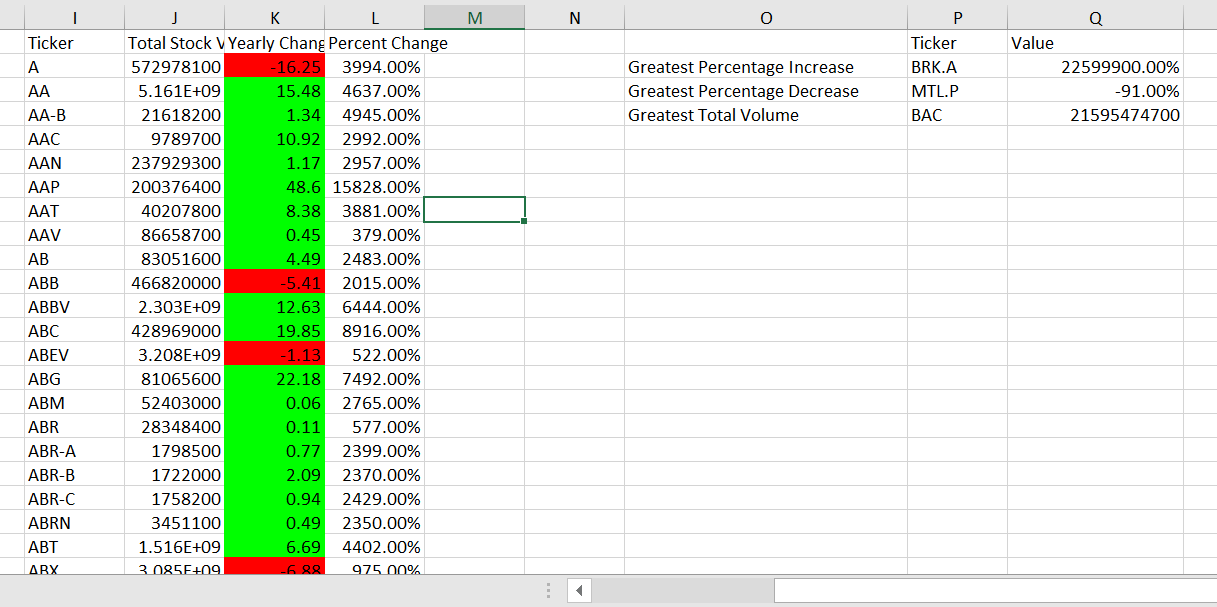 I J K L M N O P Q
Ticker Total Stock V Yearly Chang Percent Change Ticker Value
A 572978100 -16.25 3994.00% Greatest Percentage Increase BRK.A 22599900.00%
AA 5.161E+09 15.48 4637.00% Greatest Percentage Decrease MTL.P -91.00%
AA-B 21618200 1.34 4945.00% Greatest Total Volume BAC 21595474700
AAC 9789700 10.92 2992.00%
AAN 237929300 1.17 2957.00%
AAP 200376400 48.6 15828.00%
AAT 40207800 8.38 3881.00%
AAV 86658700 0.45 379.00%
AB 83051600 4.49 2483.00%
ABB 466820000 -5.41 2015.00%
ABBV 2.303E+09 12.63 6444.00%
ABC 428969000 19.85 8916.00%
ABEV 3.208E+09 -1.13 522.00%
ABG 81065600 22.18 7492.00%
ABM 52403000 0.06 2765.00%
ABR 28348400 0.11 577.00%
ABR-A 1798500 0.77 2399.00%
ABR-B 1722000 2.09 2370.00%
ABR-C 1758200 0.94 2429.00%
ABRN 3451100 0.49 2350.00%
ABT 1.516E+09 6.69 4402.00%
ABX 3.085E+09 -6.88 975.00%